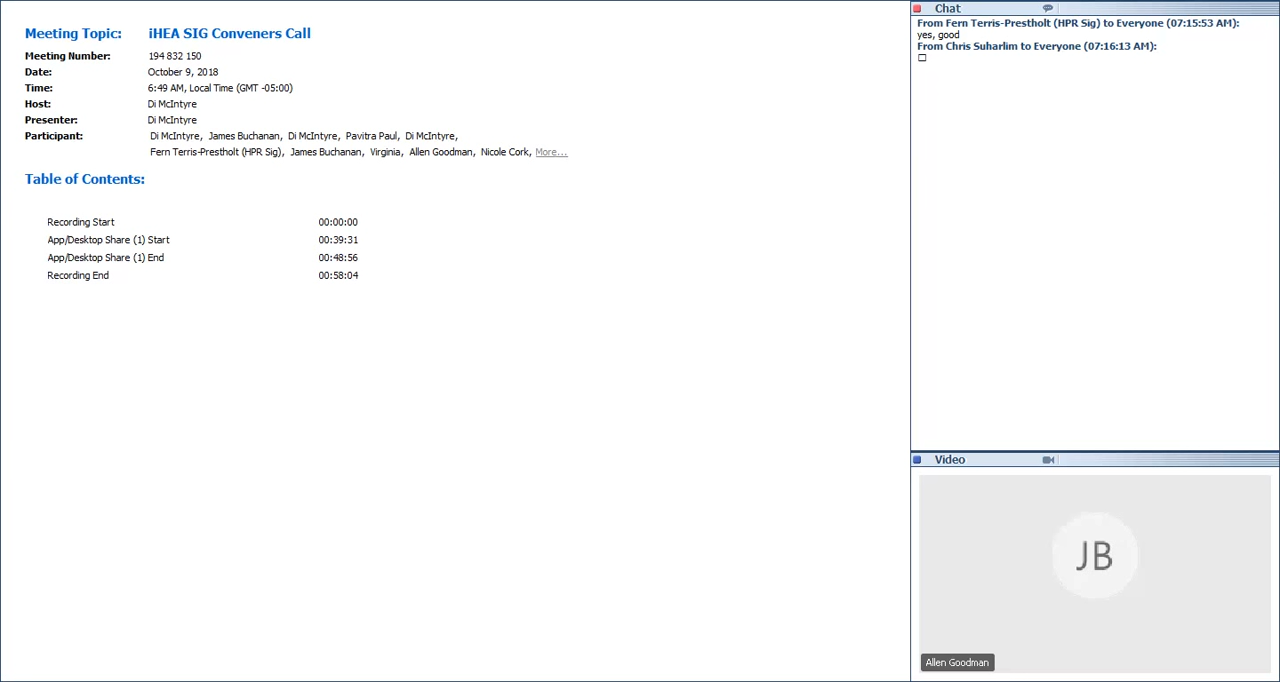 Meeting Topic: iHEA SIG Conveners Call
Meeting Number: 194 832 150
Date: October 9, 2018
Time: 6:49 AM, Local Time (GMT -05:00)
Host: Di McIntyre
Presenter: Di McIntyre
Participant: Di McIntyre, James Buchanan, Di McIntyre, Pavitra Paul, Di McIntyre,
Fern Terris-Prestholt (HPR Sig), James Buchanan, Virginia, Allen Goodman, Nicole Cork, More...
Table of Contents:
Recording Start 00:00:00
App/Desktop Share (1) Start 00:39:31
App/Desktop Share (1) End 00:48:56
Recording End 00:58:04
Chat
From Fern Terris-Prestholt (HPR Sig) to Everyone (07:15:53 AM):
yes, good
From Chris Suharlim to Everyone (07:16:13 AM):
Video
JB
Allen Goodman